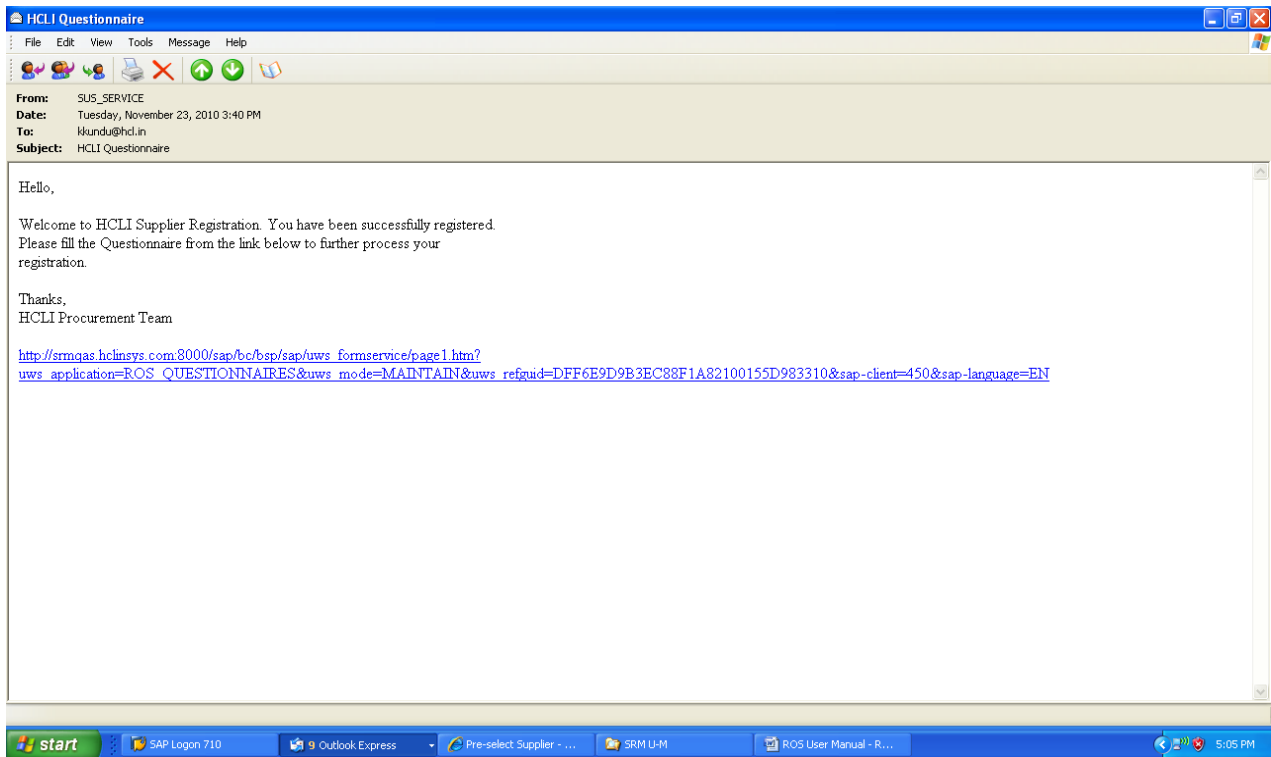 HCLI Questionnaire
File Edit View Tools Message Help
From: SUS_SERVICE
Date: Tuesday, November 23, 2010 3:40 PM
To: kkundu@hcl.in
Subject: HCLI Questionnaire
Hello,
Welcome to HCLI Supplier Registration. You have been successfully registered.
Please fill the Questionnaire from the link below to further process your
registration.
Thanks,
HCLI Procurement Team
http://srmqas.hclinsys.com:8000/sap/bc/bsp/sap/uws_formservice/page1.htm?
uws_application=ROS_QUESTIONNAIRES&uws_mode=MAINTAIN&uws_refguid=DFF6E9D9B3EC88F1A82100155D983310&sap-client=450&sap-language=EN
start SAP Logon 710 9 Outlook Express Pre-select Supplier - ... SRM U-M ROS User Manual - R... 5:05 PM